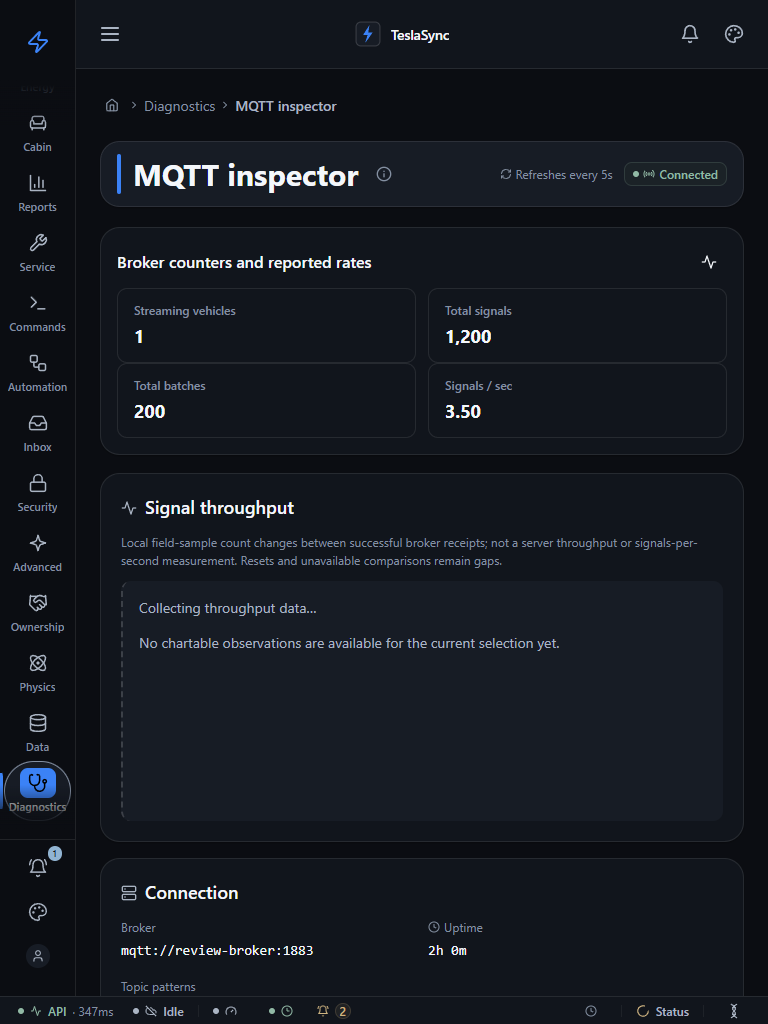 TeslaSync
Energy
Cabin
Reports
Service
Commands
Automation
Inbox
Security
Advanced
Ownership
Physics
Data
Diagnostics
1
Diagnostics
MQTT inspector
MQTT inspector
Refreshes every 5s
Connected
Broker counters and reported rates
Streaming vehicles
1
Total signals
1,200
Total batches
200
Signals / sec
3.50
Signal throughput
Local field-sample count changes between successful broker receipts; not a server throughput or signals-per-
second measurement. Resets and unavailable comparisons remain gaps.
Collecting throughput data...
No chartable observations are available for the current selection yet.
Connection
Broker
mqtt://review-broker:1883
Uptime
2h 0m
Topic patterns
API · 347ms
Idle
2
Status